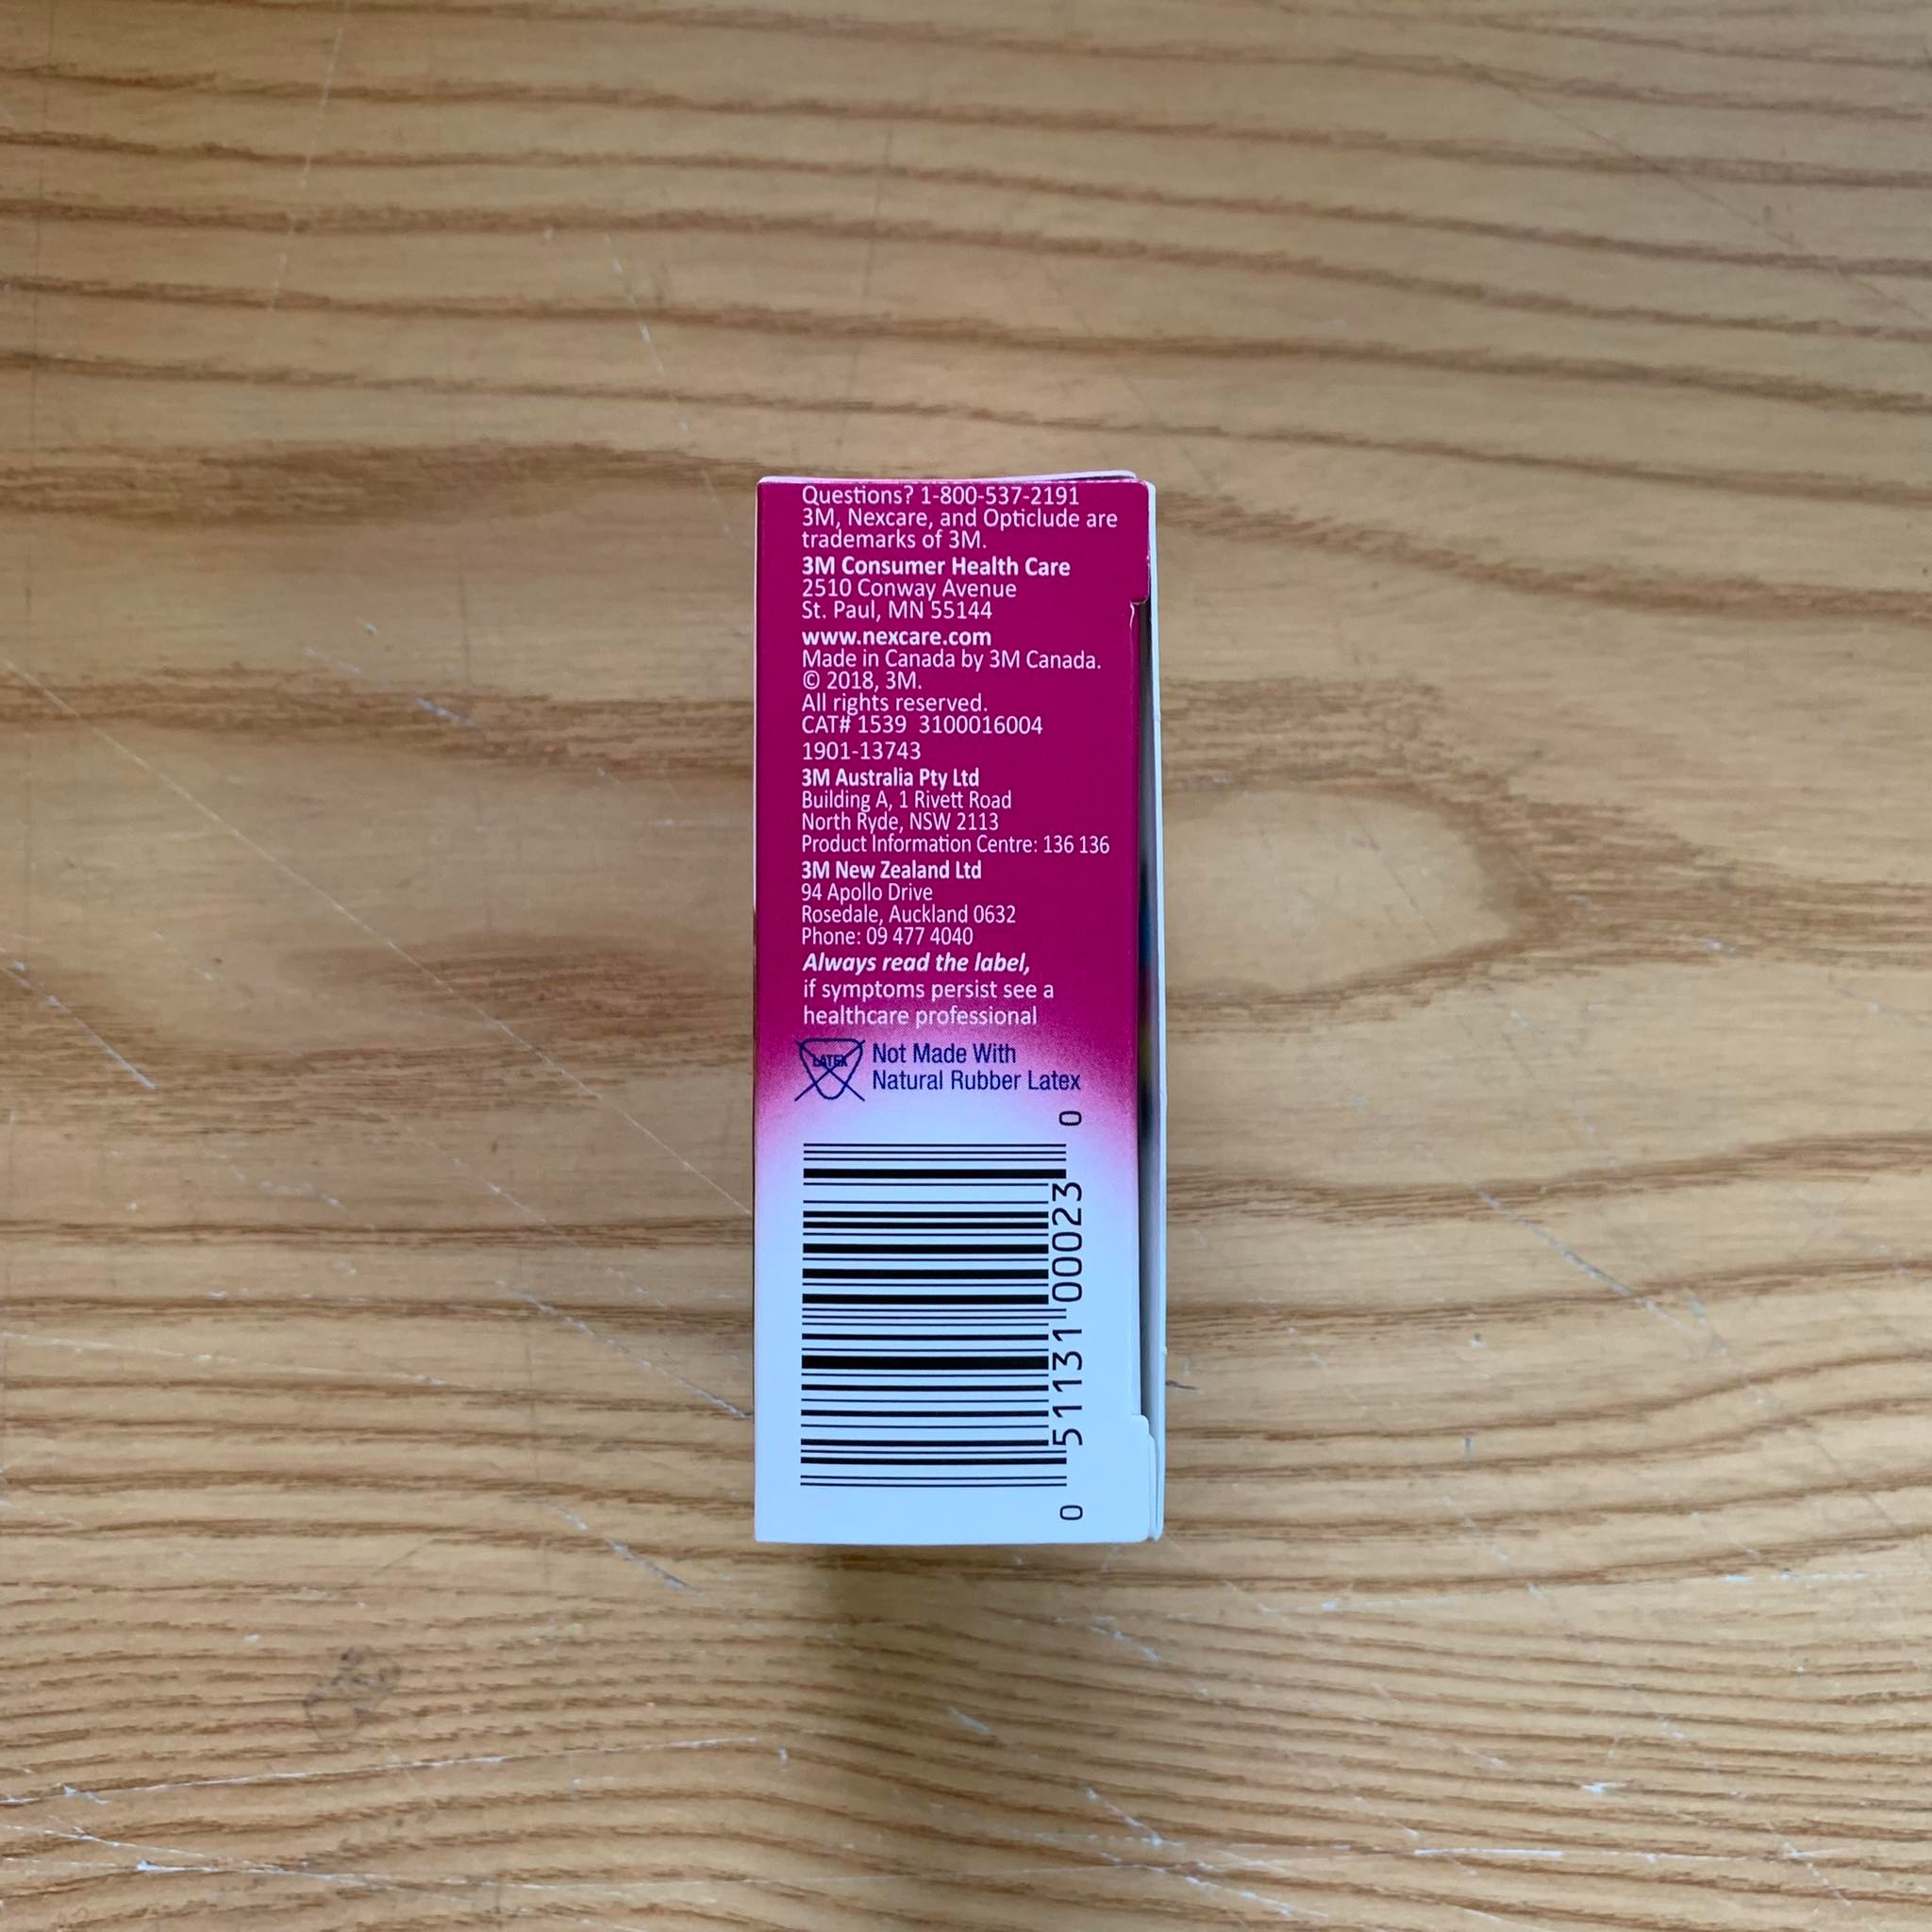 Questions? 1-800-537-2191
3M, Nexcare, and Opticlude are
trademarks of 3M.
3M Consumer Health Care
2510 Conway Avenue
St. Paul, MN 55144
www.nexcare.com
Made in Canada by 3M Canada.
© 2018, 3M.
All rights reserved.
CAT# 1539 3100016004
1901-13743
3M Australia Pty Ltd
Building A, 1 Rivett Road
North Ryde, NSW 2113
Product Information Centre: 136 136
3M New Zealand Ltd
94 Apollo Drive
Rosedale, Auckland 0632
Phone: 09 477 4040
Always read the label,
if symptoms persist see a
healthcare professional
LATEX
Not Made With
Natural Rubber Latex
0 51131 00023 0